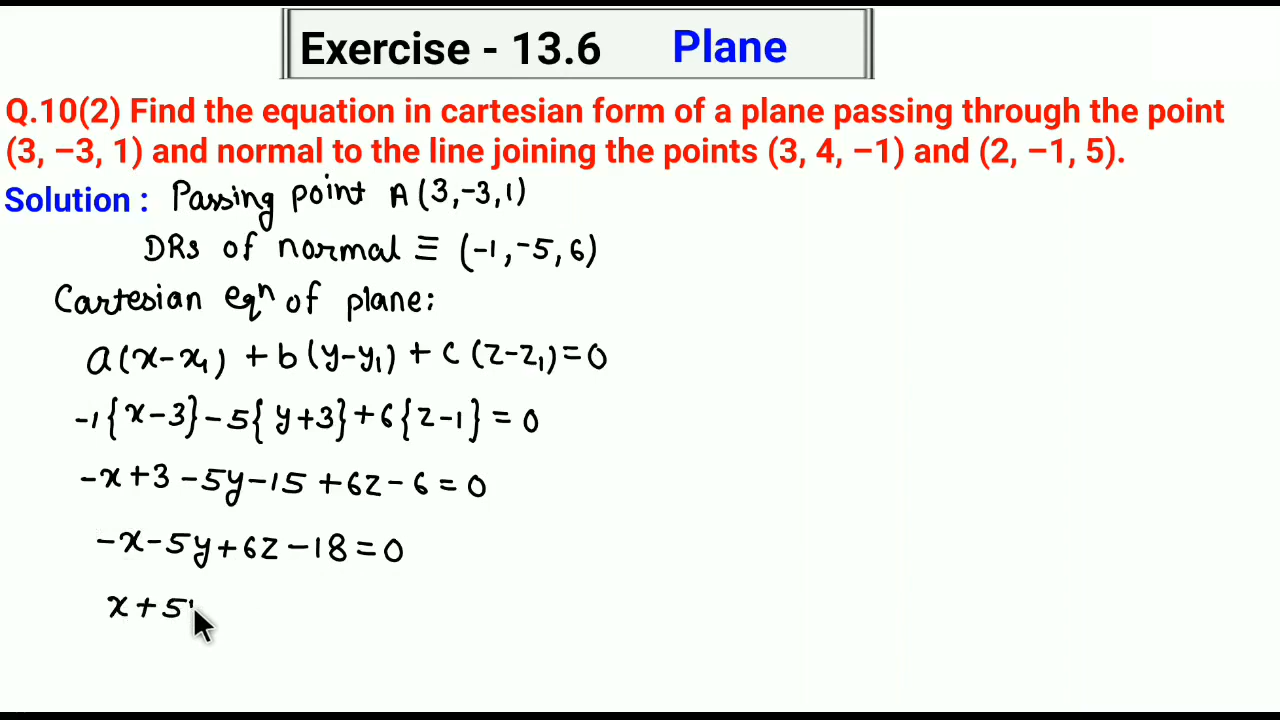 Exercise - 13.6 Plane
Q.10(2) Find the equation in cartesian form of a plane passing through the point
(3, −3, 1) and normal to the line joining the points (3, 4, −1) and (2, −1, 5).
Solution : Passing point A (3,-3,1)
DRs of normal ≡ (-1,-5,6)
Cartesian eqⁿ of plane:
a(x-x₁) + b(y-y₁) + c(z-z₁)=0
-1{x-3}-5{y+3}+6{z-1}=0
-x+3-5y-15+6z-6=0
-x-5y+6z-18=0
x+5